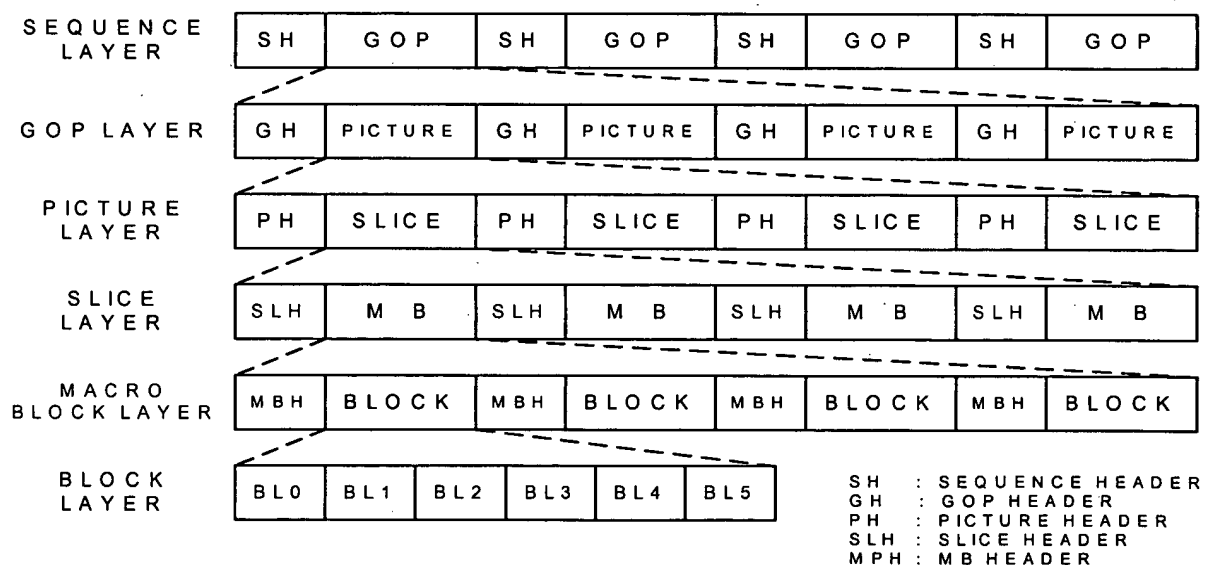 SEQUENCE
LAYER
SH GOP SH GOP SH GOP SH GOP
GOP LAYER
GH PICTURE GH PICTURE GH PICTURE GH PICTURE
PICTURE
LAYER
PH SLICE PH SLICE PH SLICE PH SLICE
SLICE
LAYER
SLH M B SLH M B SLH M B SLH M B
MACRO
BLOCK LAYER
MBH BLOCK MBH BLOCK MBH BLOCK MBH BLOCK
BLOCK
LAYER
BL0 BL1 BL2 BL3 BL4 BL5
SH : SEQUENCE HEADER
GH : GOP HEADER
PH : PICTURE HEADER
SLH : SLICE HEADER
MPH : MB HEADER